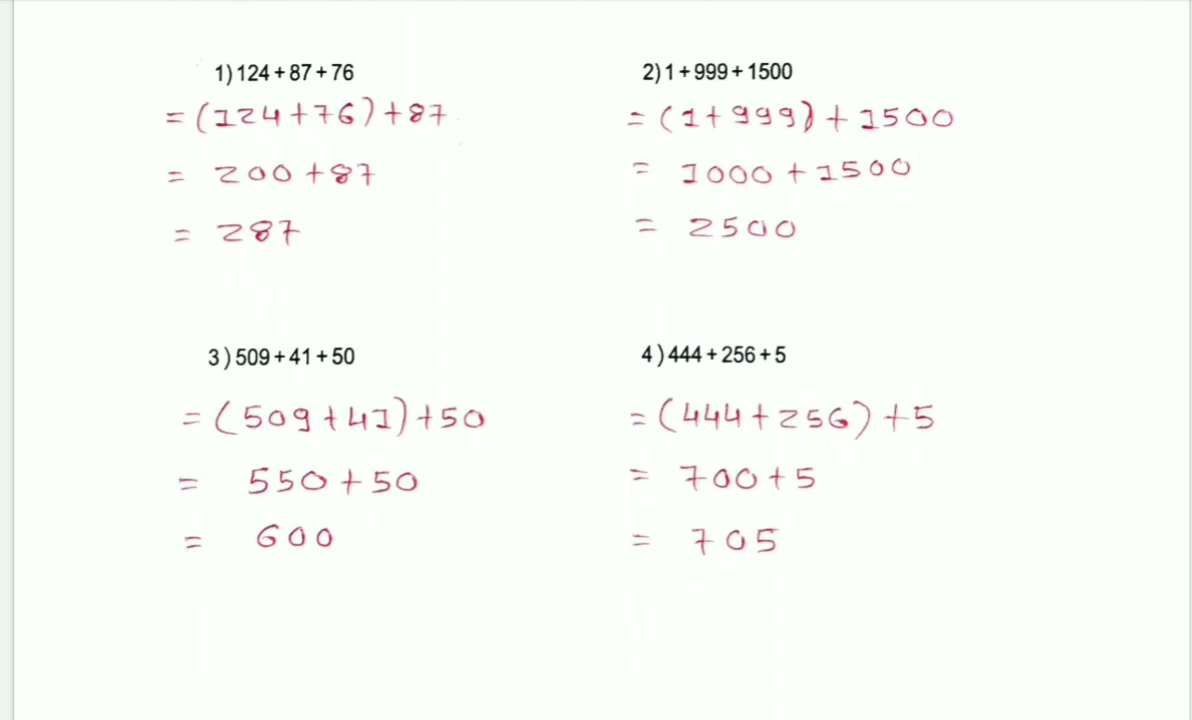 1) 124 + 87 + 76
= (124 + 76) + 87
= 200 + 87
= 287
2) 1 + 999 + 1500
= (1 + 999) + 1500
= 1000 + 1500
= 2500
3) 509 + 41 + 50
= (509 + 41) + 50
= 550 + 50
= 600
4) 444 + 256 + 5
= (444 + 256) + 5
= 700 + 5
= 705